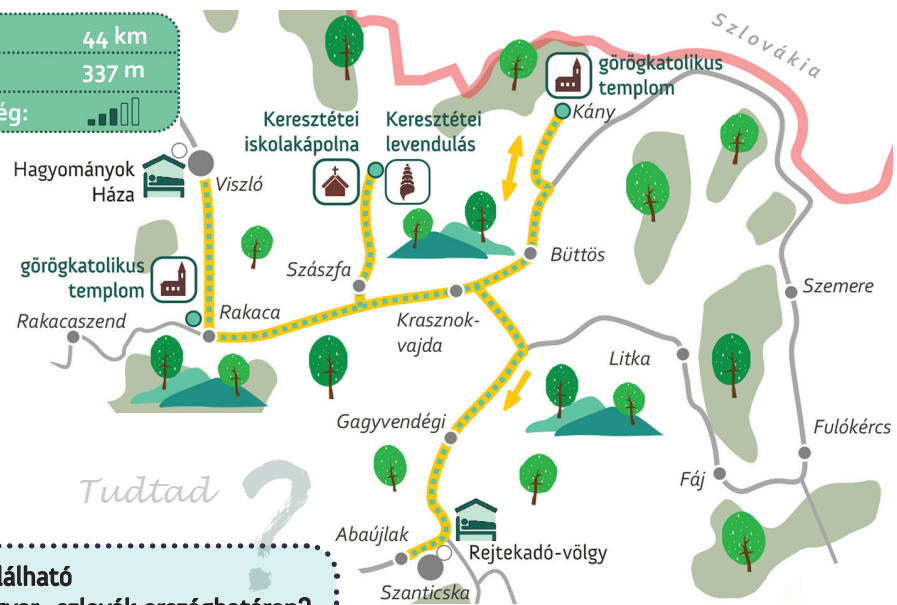 44 km
337 m
ég:
Szlovákia
görögkatolikus
templom
Kány
Keresztétei
iskolakápolna
Keresztétei
levendulás
Hagyományok
Háza
Viszló
görögkatolikus
templom
Rakaca
Rakacaszend
Szászfa
Krasznok-
vajda
Büttös
Szemere
Litka
Fulókércs
Fáj
Gagyvendégi
Tudtad
?
Abaújlak
Rejtekadó-völgy
Szanticska